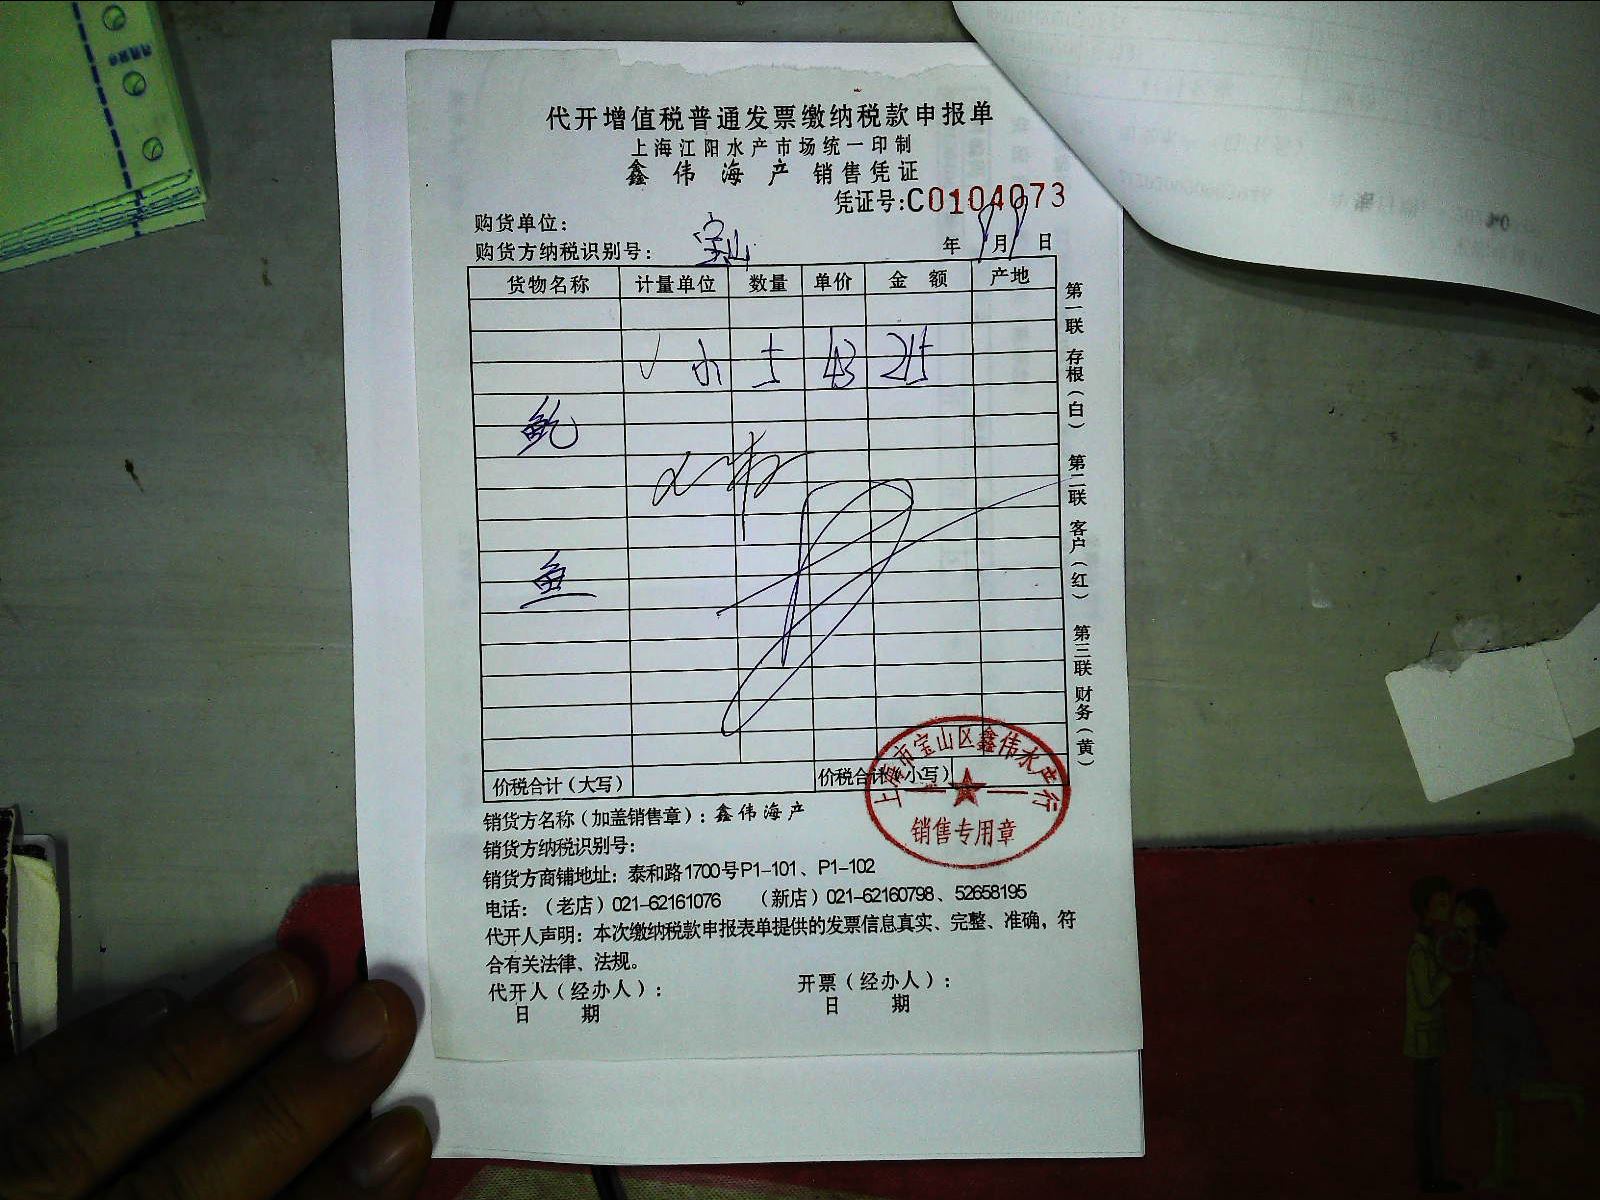 代开增值税普通发票缴纳税款申报单
上海江阳水产市场统一印制
鑫伟海产 销售凭证
凭证号:C0104073
购货单位:
购货方纳税识别号: 宝山 年 8月8日
货物名称 计量单位 数量 单价 金额 产地
小 5 43 215
鲍
鱼
价税合计(大写) 价税合计(小写)
第一联 存根(白) 第二联 客户(红) 第三联 财务(黄)
上海市宝山区鑫伟水产行
销售专用章
销货方名称(加盖销售章):鑫伟海产
销货方纳税识别号:
销货方商铺地址:泰和路1700号P1-101、P1-102
电话:(老店)021-62161076 (新店)021-62160798、52658195
代开人声明:本次缴纳税款申报表单提供的发票信息真实、完整、准确,符
合有关法律、法规。
代开人(经办人): 开票(经办人):
日 期 日 期